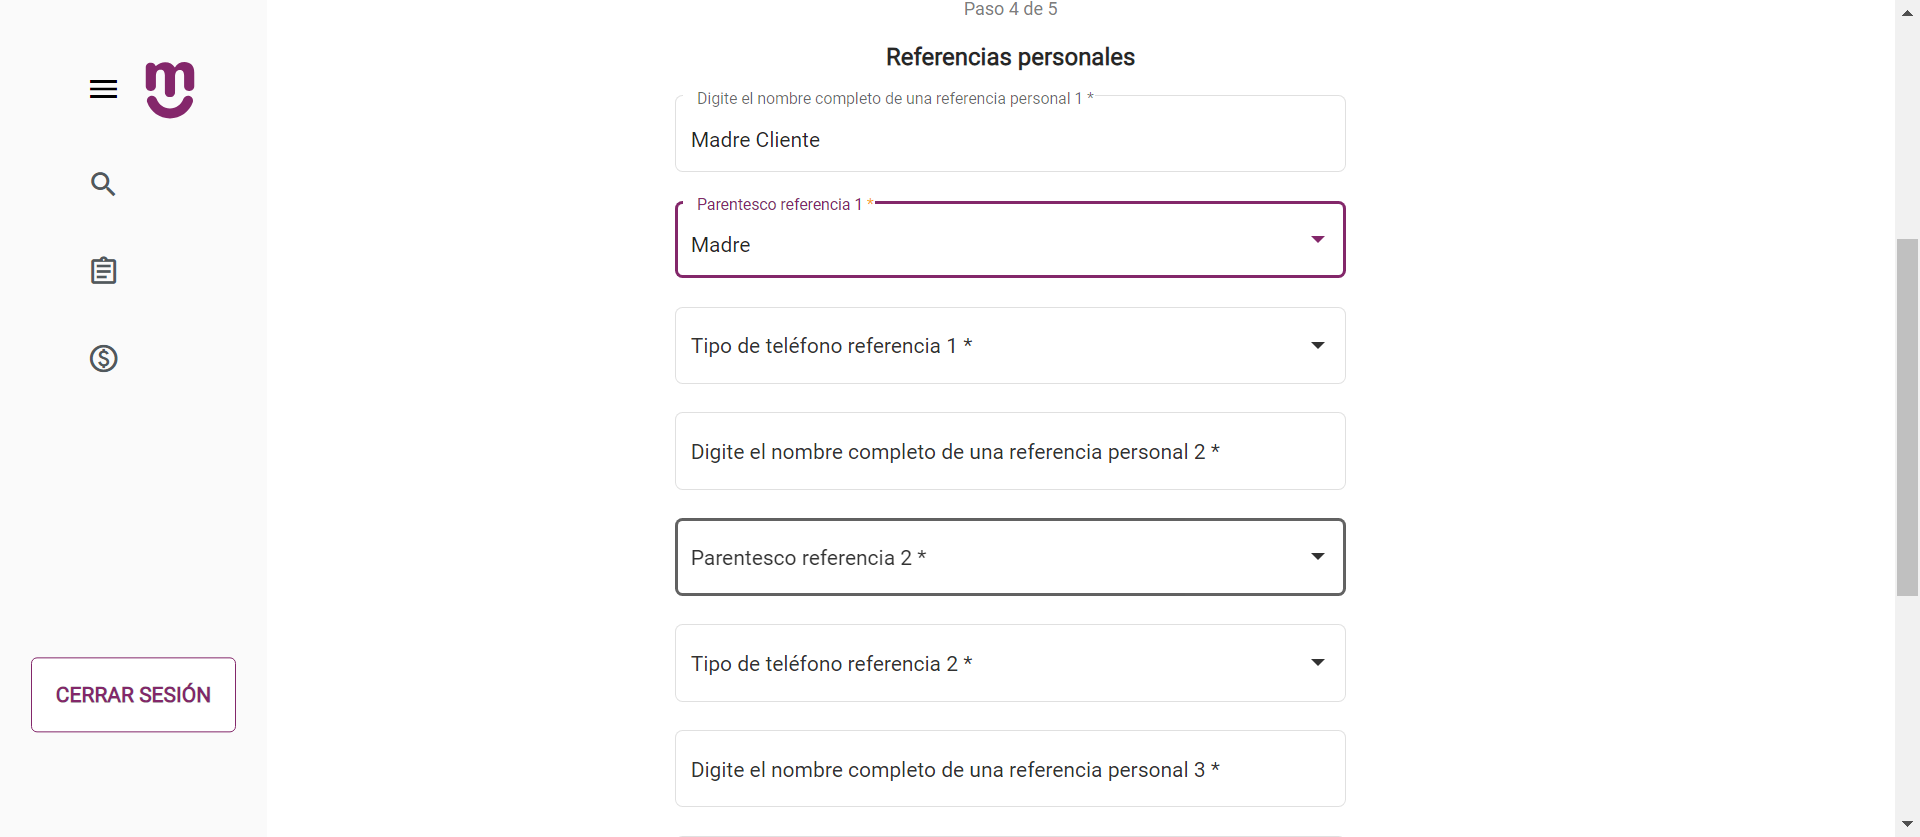 Paso 4 de 5
Referencias personales
Digite el nombre completo de una referencia personal 1 *
Madre Cliente
Parentesco referencia 1 *
Madre
Tipo de teléfono referencia 1 *
Digite el nombre completo de una referencia personal 2 *
Parentesco referencia 2 *
Tipo de teléfono referencia 2 *
Digite el nombre completo de una referencia personal 3 *
CERRAR SESIÓN